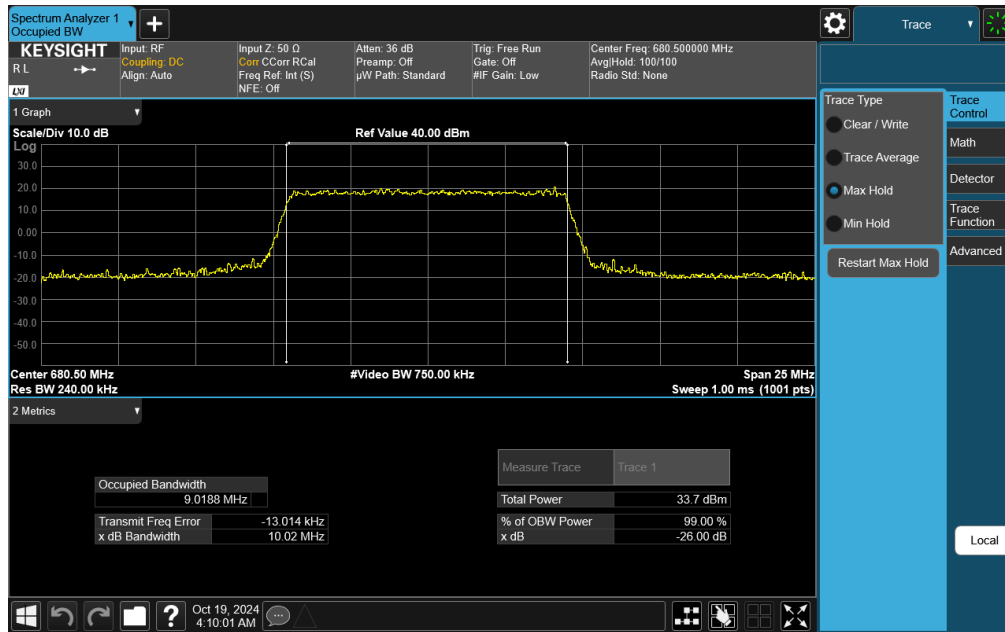 Spectrum Analyzer 1
Occupied BW
Trace
KEYSIGHT
R L
LXI
Input: RF
Coupling: DC
Align: Auto
Input Z: 50 Ω
Corr CCorr RCal
Freq Ref: Int (S)
NFE: Off
Atten: 36 dB
Preamp: Off
µW Path: Standard
Trig: Free Run
Gate: Off
#IF Gain: Low
Center Freq: 680.500000 MHz
Avg|Hold: 100/100
Radio Std: None
1 Graph
Scale/Div 10.0 dB
Ref Value 40.00 dBm
Log
30.0
20.0
10.0
0.00
-10.0
-20.0
-30.0
-40.0
-50.0
Center 680.50 MHz
#Video BW 750.00 kHz
Span 25 MHz
Res BW 240.00 kHz
Sweep 1.00 ms (1001 pts)
2 Metrics
Measure Trace
Trace 1
Occupied Bandwidth
9.0188 MHz
Total Power
33.7 dBm
Transmit Freq Error
-13.014 kHz
% of OBW Power
99.00 %
x dB Bandwidth
10.02 MHz
x dB
-26.00 dB
Trace Type
Clear / Write
Trace Average
Max Hold
Min Hold
Restart Max Hold
Trace
Control
Math
Detector
Trace
Function
Advanced
Local
?
Oct 19, 2024
4:10:01 AM